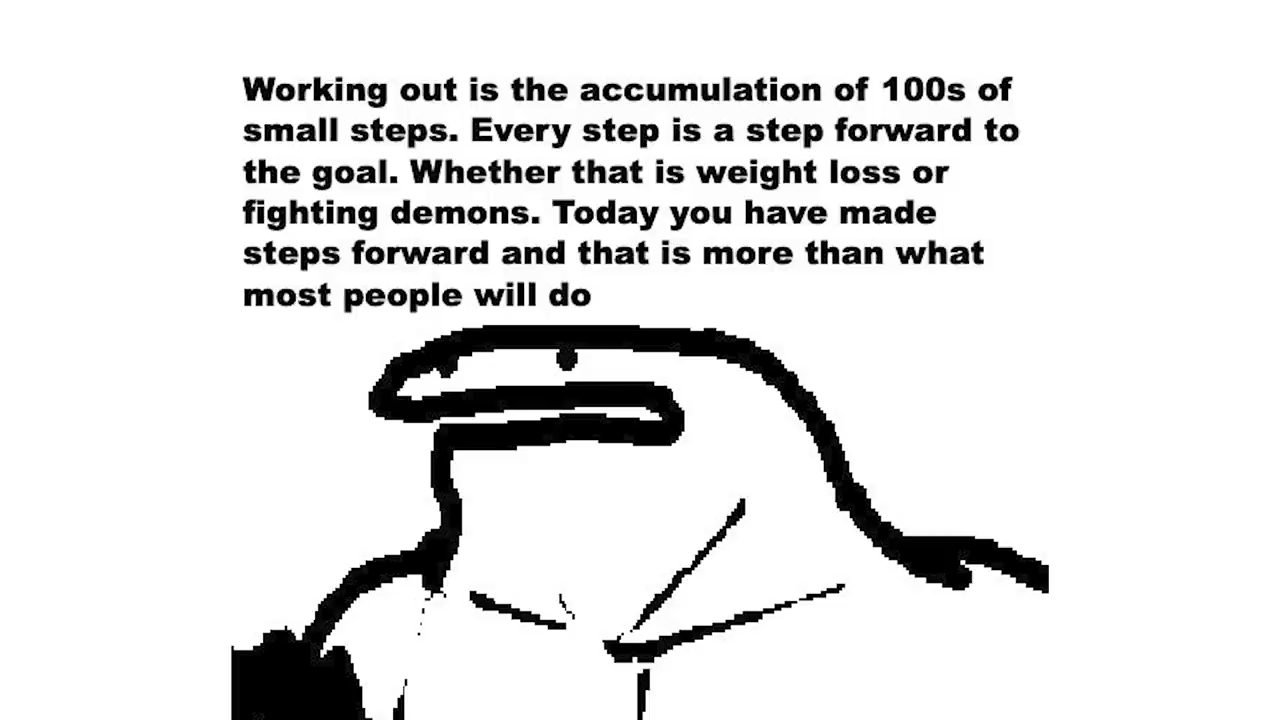 Working out is the accumulation of 100s of
small steps. Every step is a step forward to
the goal. Whether that is weight loss or
fighting demons. Today you have made
steps forward and that is more than what
most people will do